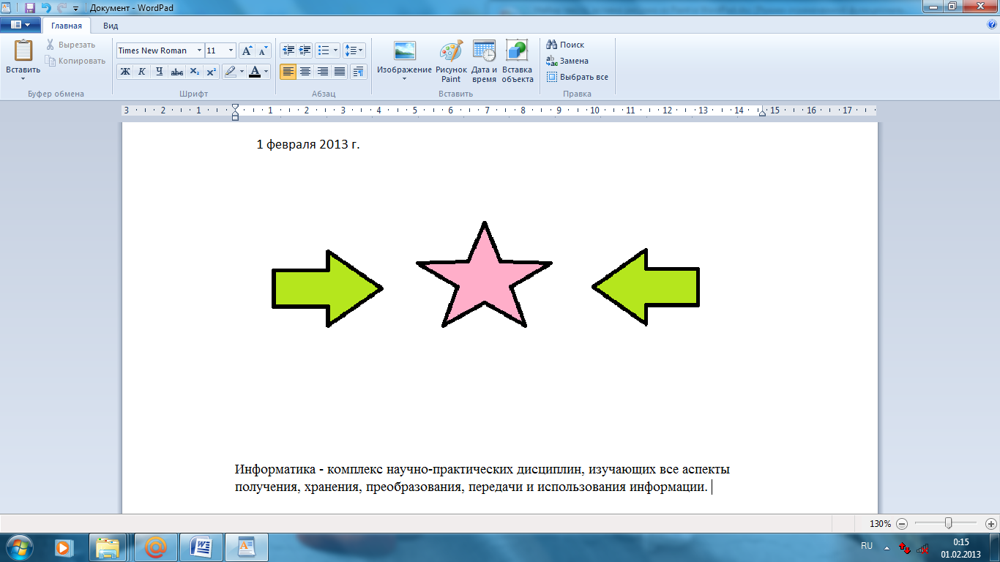 Документ - WordPad
Главная Вид
Вставить
Вырезать
Копировать
Буфер обмена
Times New Roman 11
Ж К Ч abc X₂ X²
А
Шрифт
Абзац
Изображение
Рисунок Paint
Дата и время
Вставка объекта
Вставить
Поиск
Замена
Выбрать все
Правка
3 2 1 1 2 3 4 5 6 7 8 9 10 11 12 13 14 15 16 17
1 февраля 2013 г.
Информатика - комплекс научно-практических дисциплин, изучающих все аспекты
получения, хранения, преобразования, передачи и использования информации.
130%
RU
0:15
01.02.2013